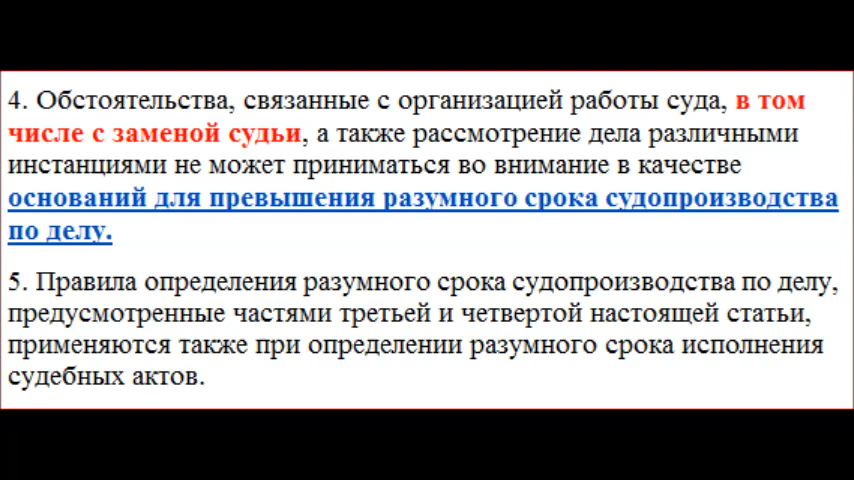 4. Обстоятельства, связанные с организацией работы суда, в том
числе с заменой судьи, а также рассмотрение дела различными
инстанциями не может приниматься во внимание в качестве
оснований для превышения разумного срока судопроизводства
по делу.
5. Правила определения разумного срока судопроизводства по делу,
предусмотренные частями третьей и четвертой настоящей статьи,
применяются также при определении разумного срока исполнения
судебных актов.